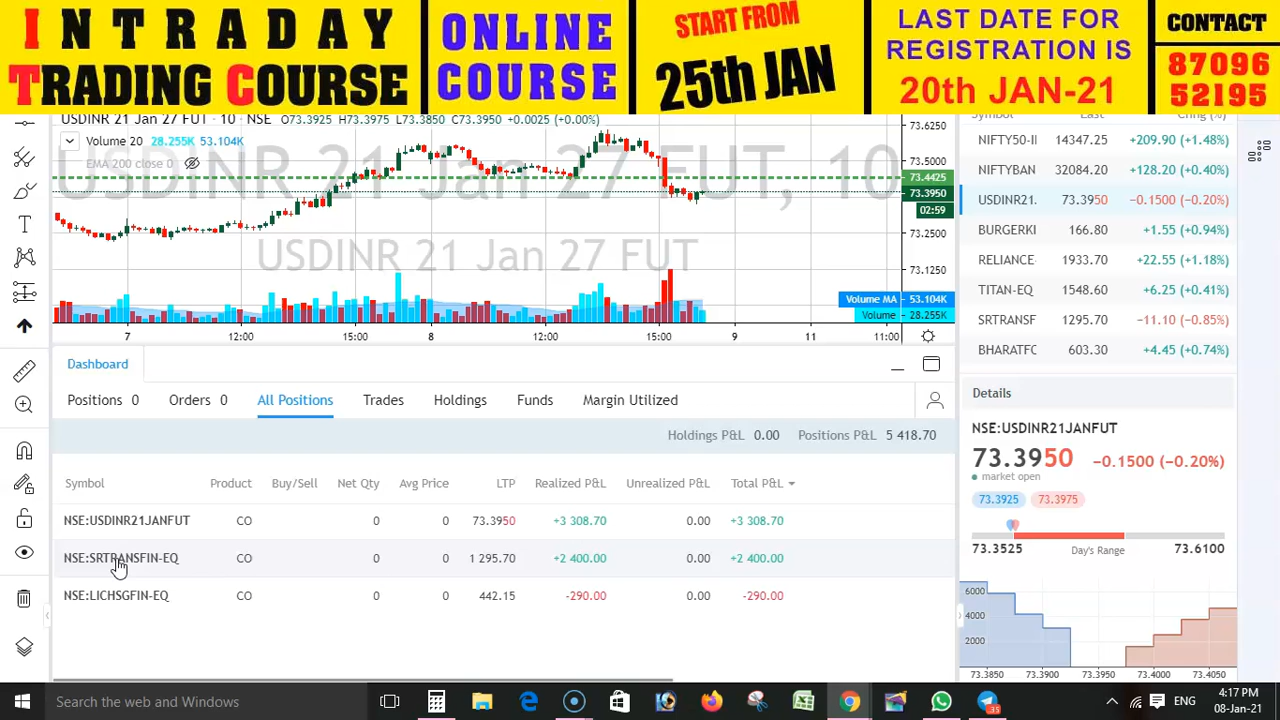 INTRADAY
TRADING COURSE
ONLINE
COURSE
START FROM
25th JAN
LAST DATE FOR
REGISTRATION IS
20th JAN-21
CONTACT
87096
52195
USDINR 21 Jan 27 FUT · 10 · NSE O73.3925 H73.3975 L73.3850 C73.3950 +0.0025 (+0.00%)
Volume 20 28.255K 53.104K
EMA 200 close 0
USDINR 21 Jan 27 FUT, 10
USDINR 21 Jan 27 FUT
73.6250
73.5000
73.4425
73.3950
02:59
73.2500
73.1250
Volume MA 53.104K
Volume 28.255K
7 12:00 15:00 8 12:00 15:00 9 11 11:00
Symbol Last Chg (%)
NIFTY50-II 14347.25 +209.90 (+1.48%)
NIFTYBAN 32084.20 +128.20 (+0.40%)
USDINR21. 73.3950 −0.1500 (−0.20%)
BURGERKI 166.80 +1.55 (+0.94%)
RELIANCE 1933.70 +22.55 (+1.18%)
TITAN-EQ 1548.60 +6.25 (+0.41%)
SRTRANSF 1295.70 −11.10 (−0.85%)
BHARATFC 603.30 +4.45 (+0.74%)
Dashboard
Positions 0 Orders 0 All Positions Trades Holdings Funds Margin Utilized
Holdings P&L 0.00 Positions P&L 5 418.70
Symbol Product Buy/Sell Net Qty Avg Price LTP Realized P&L Unrealized P&L Total P&L
NSE:USDINR21JANFUT CO 0 0 73.3950 +3 308.70 0.00 +3 308.70
NSE:SRTRANSFIN-EQ CO 0 0 1 295.70 +2 400.00 0.00 +2 400.00
NSE:LICHSGFIN-EQ CO 0 0 442.15 -290.00 0.00 -290.00
Details
NSE:USDINR21JANFUT
73.3950 −0.1500 (−0.20%)
market open
73.3925 73.3975
73.3525 Day's Range 73.6100
6000
4000
2000
73.3850 73.3900 73.3950 73.4000 73.4050
Search the web and Windows
35
ENG
4:17 PM
08-Jan-21